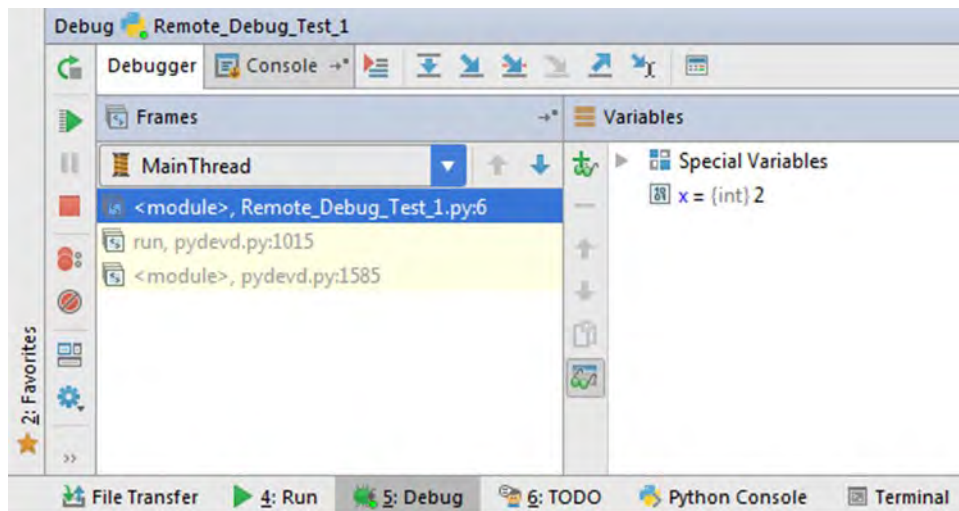 Debug Remote_Debug_Test_1
Debugger Console
Frames
Variables
MainThread
Special Variables
<module>, Remote_Debug_Test_1.py:6
x = {int} 2
run, pydevd.py:1015
<module>, pydevd.py:1585
2: Favorites
>>
File Transfer 4: Run 5: Debug 6: TODO Python Console Terminal